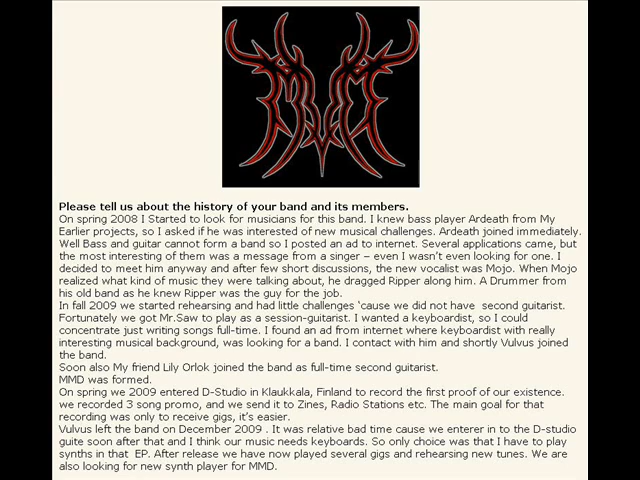 Please tell us about the history of your band and its members.
On spring 2008 I Started to look for musicians for this band. I knew bass player Ardeath from My
Earlier projects, so I asked if he was interested of new musical challenges. Ardeath joined immediately.
Well Bass and guitar cannot form a band so I posted an ad to internet. Several applications came, but
the most interesting of them was a message from a singer – even I wasn't even looking for one. I
decided to meet him anyway and after few short discussions, the new vocalist was Mojo. When Mojo
realized what kind of music they were talking about, he dragged Ripper along him. A Drummer from
his old band as he knew Ripper was the guy for the job.
In fall 2009 we started rehearsing and had little challenges ‘cause we did not have  second guitarist.
Fortunately we got Mr.Saw to play as a session-guitarist. I wanted a keyboardist, so I could
concentrate just writing songs full-time. I found an ad from internet where keyboardist with really
interesting musical background, was looking for a band. I contact with him and shortly Vulvus joined
the band.
Soon also My friend Lily Orlok joined the band as full-time second guitarist.
MMD was formed.
On spring we 2009 entered D-Studio in Klaukkala, Finland to record the first proof of our existence.
we recorded 3 song promo, and we send it to Zines, Radio Stations etc. The main goal for that
recording was only to receive gigs, it's easier.
Vulvus left the band on December 2009 . It was relative bad time cause we enterer in to the D-studio
guite soon after that and I think our music needs keyboards. So only choice was that I have to play
synths in that  EP. After release we have now played several gigs and rehearsing new tunes. We are
also looking for new synth player for MMD.